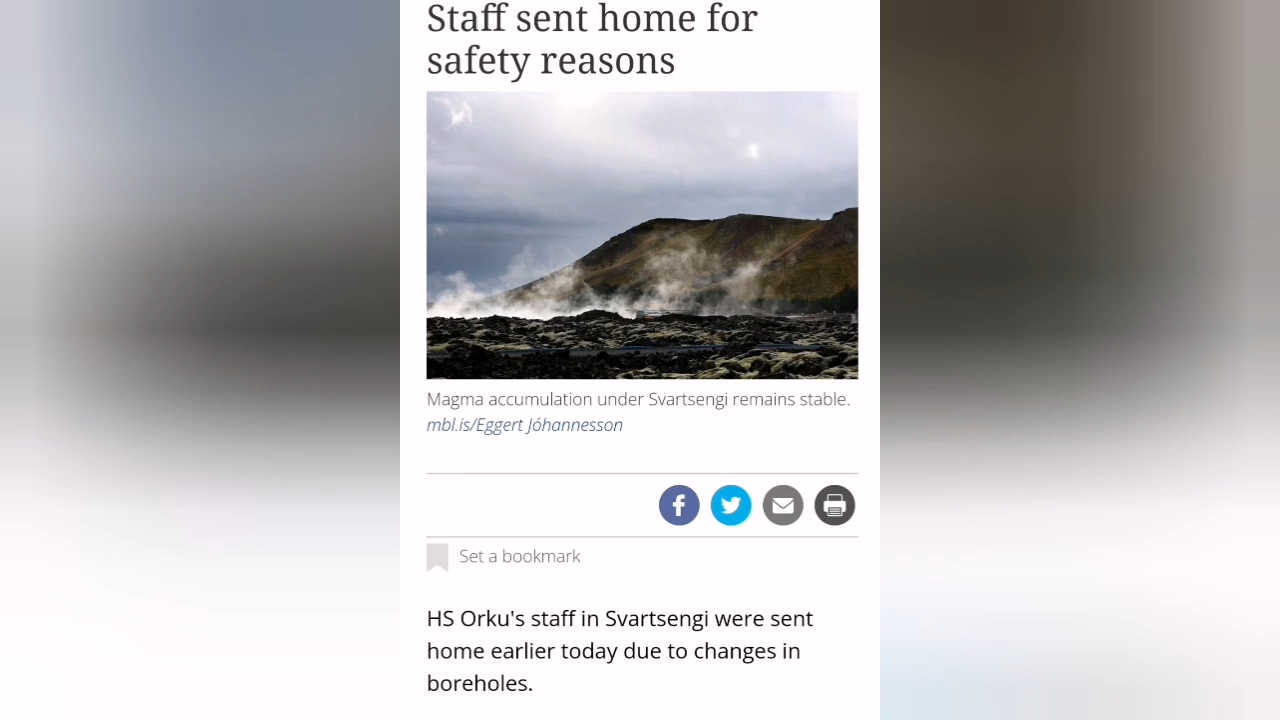 Staff sent home for
safety reasons
Magma accumulation under Svartsengi remains stable.
mbl.is/Eggert Jóhannesson
Set a bookmark
HS Orku's staff in Svartsengi were sent
home earlier today due to changes in
boreholes.